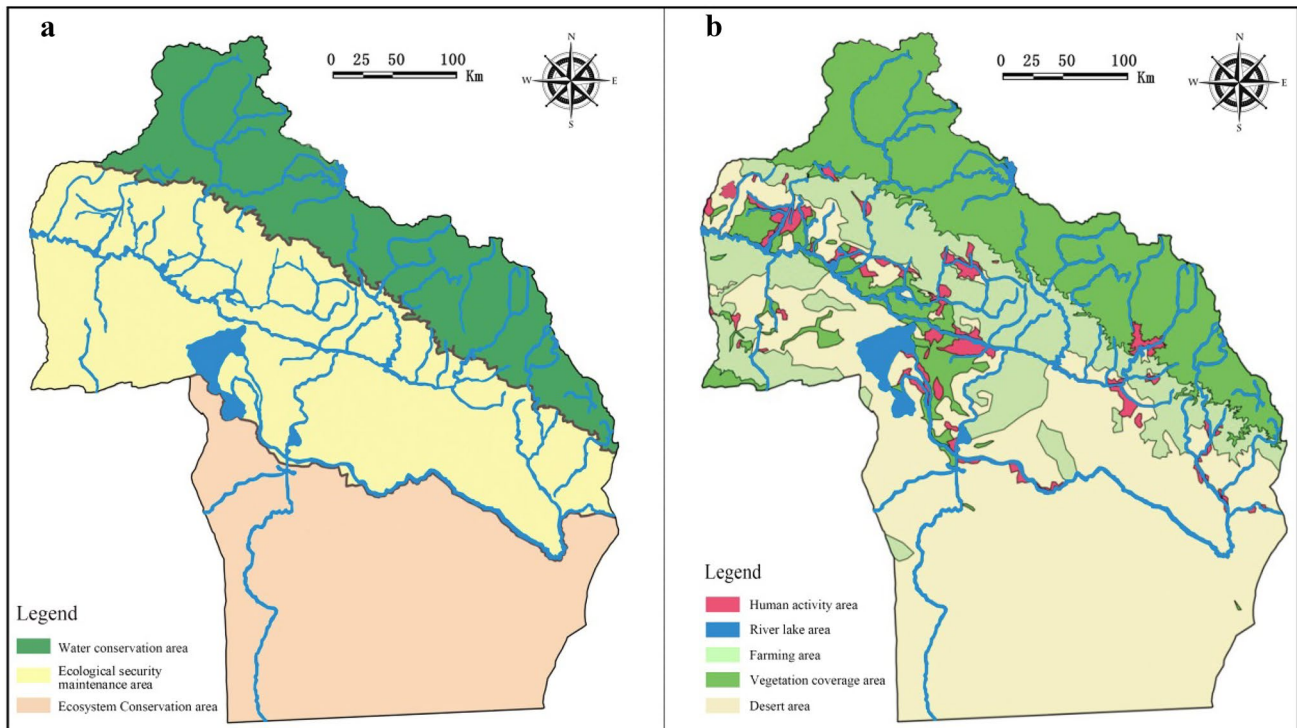 a
0 25 50 100
Km
N
W E
S
Legend
Water conservation area
Ecological security
maintenance area
Ecosystem Conservation area
b
0 25 50 100
Km
N
W E
S
Legend
Human activity area
River lake area
Farming area
Vegetation coverage area
Desert area